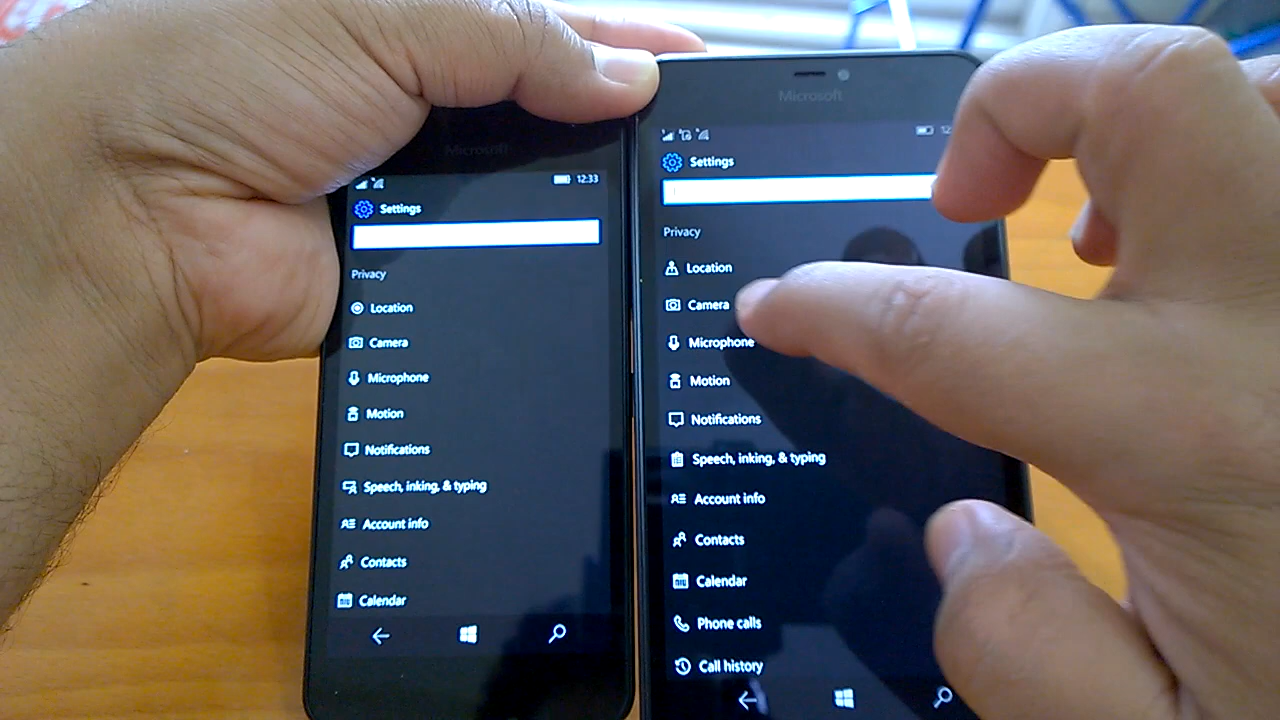 Microsoft
12:33
Settings
Privacy
Location
Camera
Microphone
Motion
Notifications
Speech, inking, & typing
Account info
Contacts
Calendar
Microsoft
12
Settings
Privacy
Location
Camera
Microphone
Motion
Notifications
Speech, inking, & typing
Account info
Contacts
Calendar
Phone calls
Call history